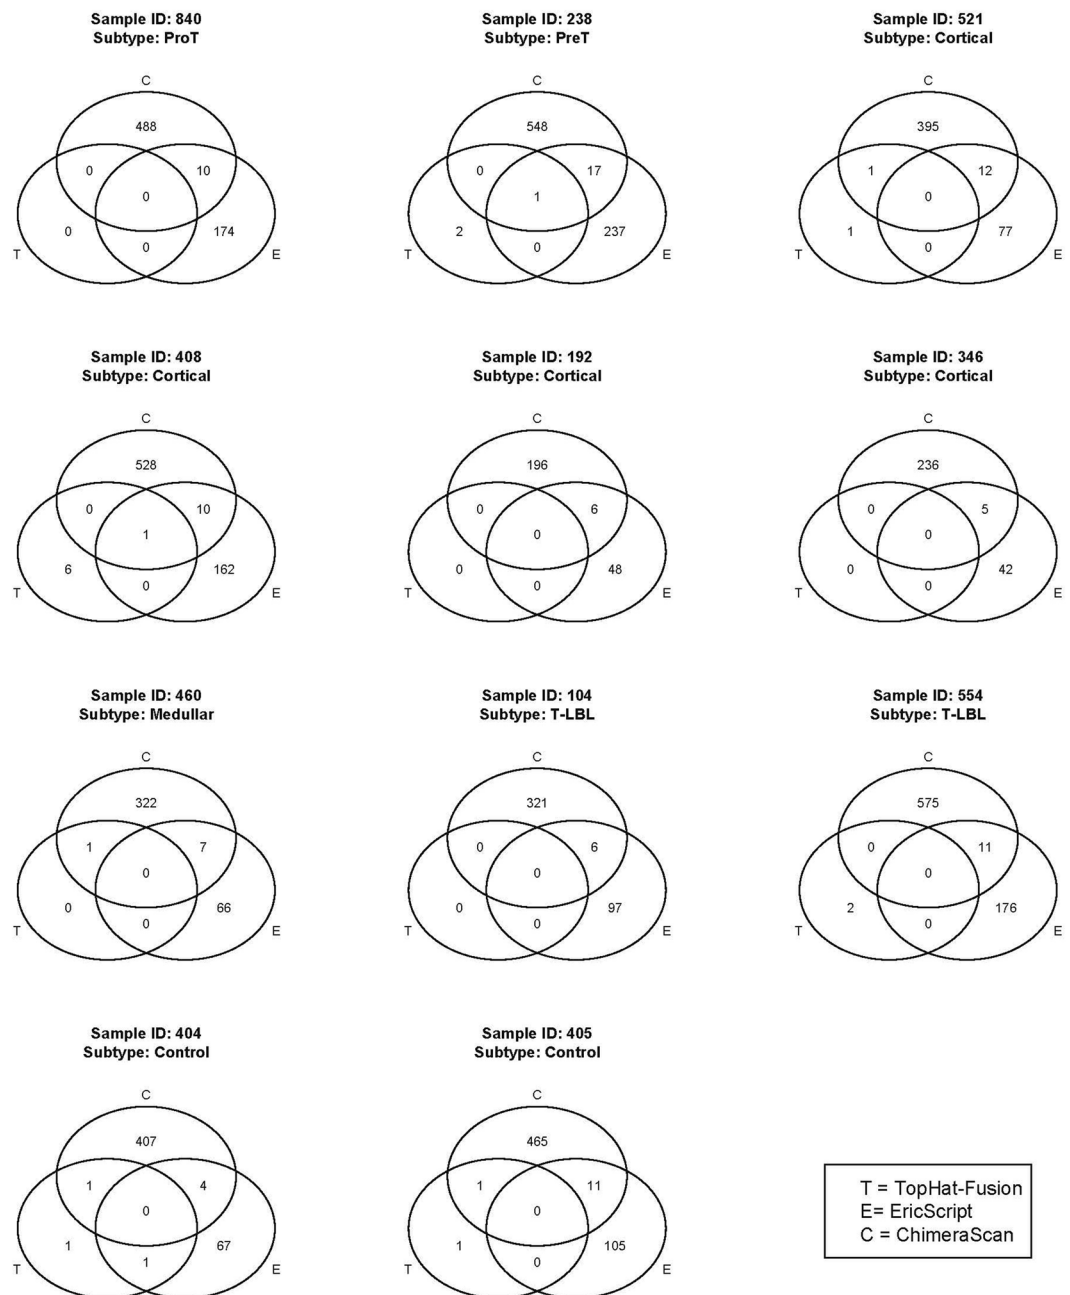 Sample ID: 840
Subtype: ProT
C
488
0
10
0
0
174
0
T
E
Sample ID: 238
Subtype: PreT
C
548
0
17
1
2
237
0
T
E
Sample ID: 521
Subtype: Cortical
C
395
1
12
0
1
77
0
T
E
Sample ID: 408
Subtype: Cortical
C
528
0
10
1
6
162
0
T
E
Sample ID: 192
Subtype: Cortical
C
196
0
6
0
0
48
0
T
E
Sample ID: 346
Subtype: Cortical
C
236
0
5
0
0
42
0
T
E
Sample ID: 460
Subtype: Medullar
C
322
1
7
0
0
66
0
T
E
Sample ID: 104
Subtype: T-LBL
C
321
0
6
0
0
97
0
T
E
Sample ID: 554
Subtype: T-LBL
C
575
0
11
0
2
176
0
T
E
Sample ID: 404
Subtype: Control
C
407
1
4
0
1
67
1
T
E
Sample ID: 405
Subtype: Control
C
465
1
11
0
1
105
0
T
E
T = TopHat-Fusion
E= EricScript
C = ChimeraScan